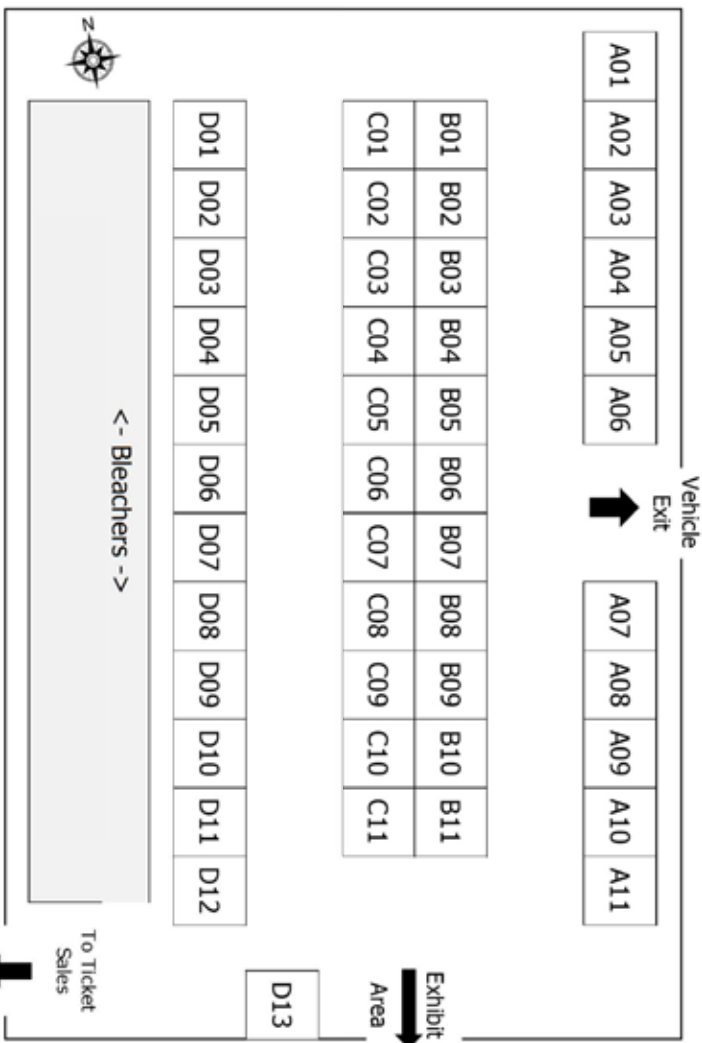 Vehicle
Exit
A01 A02 A03 A04 A05 A06 A07 A08 A09 A10 A11
B01 B02 B03 B04 B05 B06 B07 B08 B09 B10 B11
C01 C02 C03 C04 C05 C06 C07 C08 C09 C10 C11
Exhibit
Area
D13
D01 D02 D03 D04 D05 D06 D07 D08 D09 D10 D11 D12
<- Bleachers ->
N
To Ticket
Sales